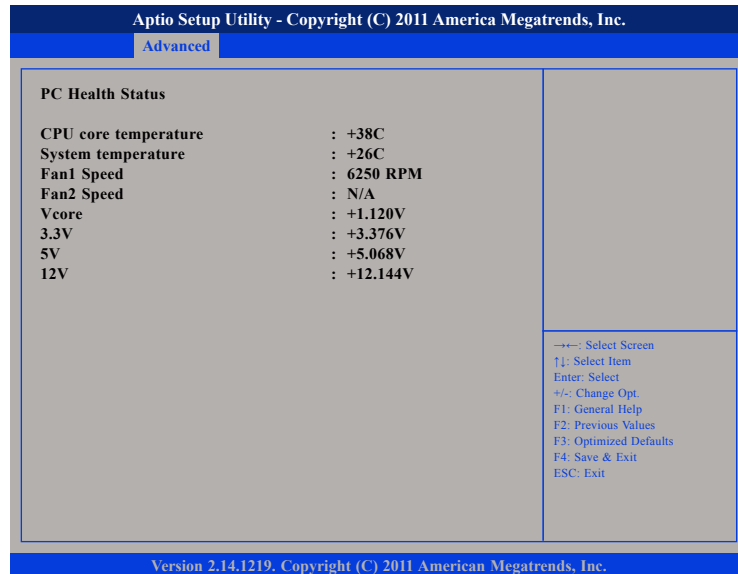 Aptio Setup Utility - Copyright (C) 2011 America Megatrends, Inc.
Advanced
PC Health Status
CPU core temperature : +38C
System temperature : +26C
Fan1 Speed : 6250 RPM
Fan2 Speed : N/A
Vcore : +1.120V
3.3V : +3.376V
5V : +5.068V
12V : +12.144V
→←: Select Screen
↑↓: Select Item
Enter: Select
+/-: Change Opt.
F1: General Help
F2: Previous Values
F3: Optimized Defaults
F4: Save & Exit
ESC: Exit
Version 2.14.1219. Copyright (C) 2011 American Megatrends, Inc.